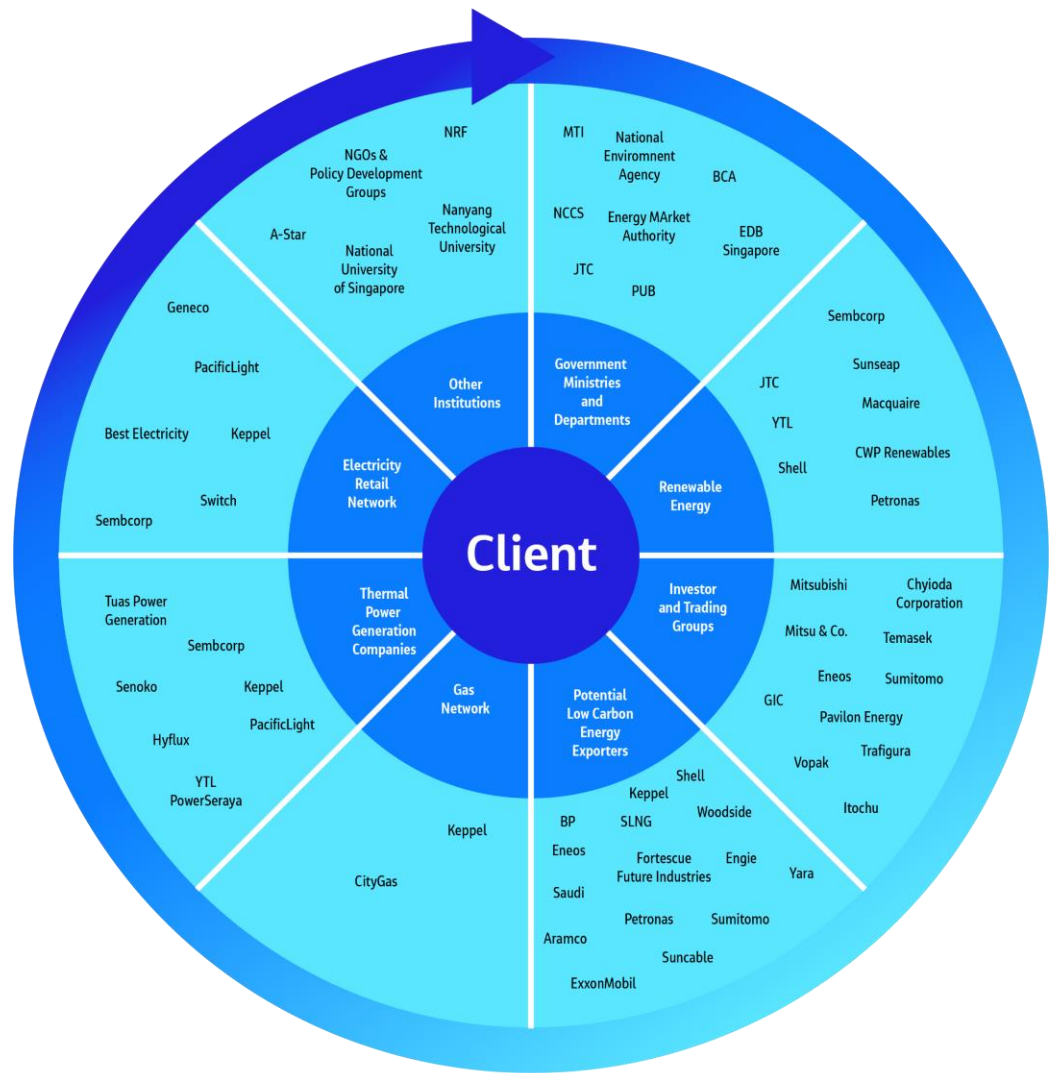 Client
Government
Ministries
and
Departments
MTI
National
Enviromnent
Agency
BCA
NCCS
Energy MArket
Authority
EDB
Singapore
JTC
PUB
Renewable
Energy
Sembcorp
Sunseap
JTC
Macquaire
YTL
CWP Renewables
Shell
Petronas
Investor
and Trading
Groups
Mitsubishi
Chyioda
Corporation
Mitsu & Co.
Temasek
Eneos
Sumitomo
GIC
Pavilon Energy
Trafigura
Vopak
Itochu
Potential
Low Carbon
Energy
Exporters
Shell
Keppel
Woodside
BP
SLNG
Eneos
Fortescue
Future Industries
Engie
Yara
Saudi
Petronas
Sumitomo
Aramco
Suncable
ExxonMobil
Gas
Network
Keppel
CityGas
Thermal
Power
Generation
Companies
Tuas Power
Generation
Sembcorp
Senoko
Keppel
PacificLight
Hyflux
YTL
PowerSeraya
Electricity
Retail
Network
Geneco
PacificLight
Best Electricity
Keppel
Switch
Sembcorp
Other
Institutions
NRF
NGOs &
Policy Development
Groups
Nanyang
Technological
University
A-Star
National
University
of Singapore